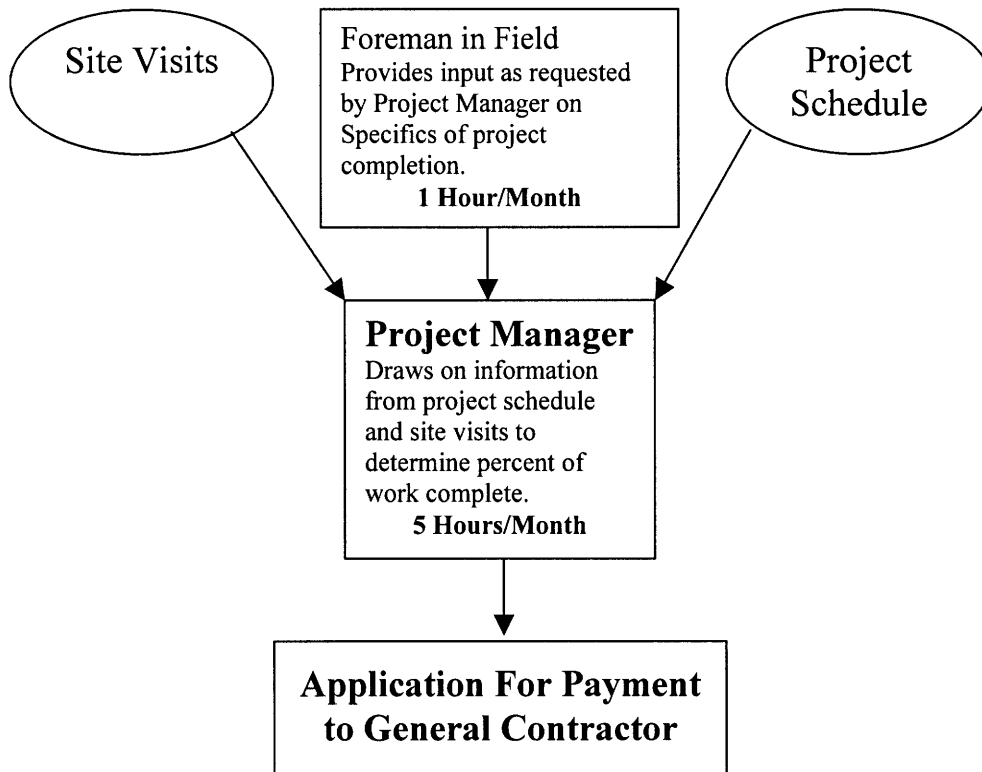 Site Visits
Foreman in Field
Provides input as requested
by Project Manager on
Specifics of project
completion.
1 Hour/Month
Project
Schedule
Project Manager
Draws on information
from project schedule
and site visits to
determine percent of
work complete.
5 Hours/Month
Application For Payment
to General Contractor